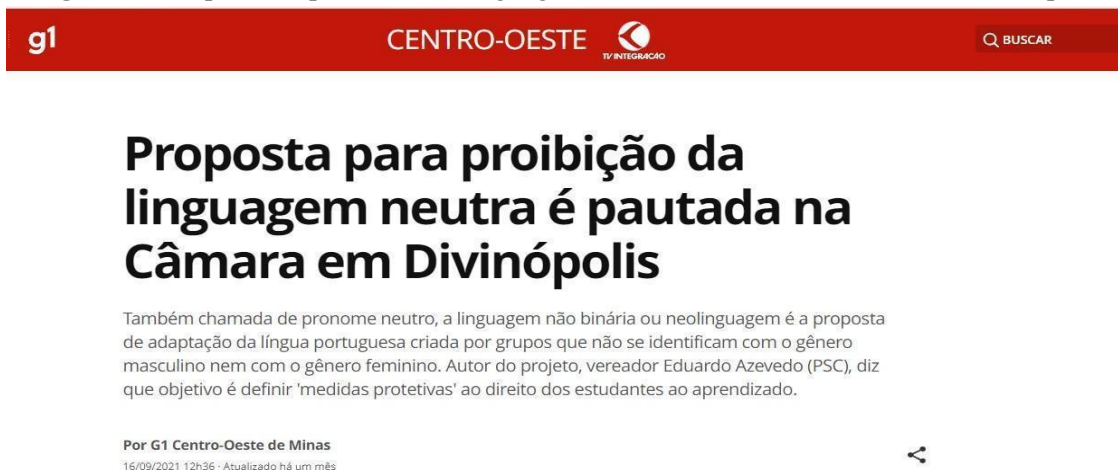 g1 CENTRO-OESTE TV INTEGRAÇÃO BUSCAR
Proposta para proibição da
linguagem neutra é pautada na
Câmara em Divinópolis
Também chamada de pronome neutro, a linguagem não binária ou neolinguagem é a proposta
de adaptação da língua portuguesa criada por grupos que não se identificam com o gênero
masculino nem com o gênero feminino. Autor do projeto, vereador Eduardo Azevedo (PSC), diz
que objetivo é definir 'medidas protetivas' ao direito dos estudantes ao aprendizado.
Por G1 Centro-Oeste de Minas
16/09/2021 12h36 · Atualizado há um mês